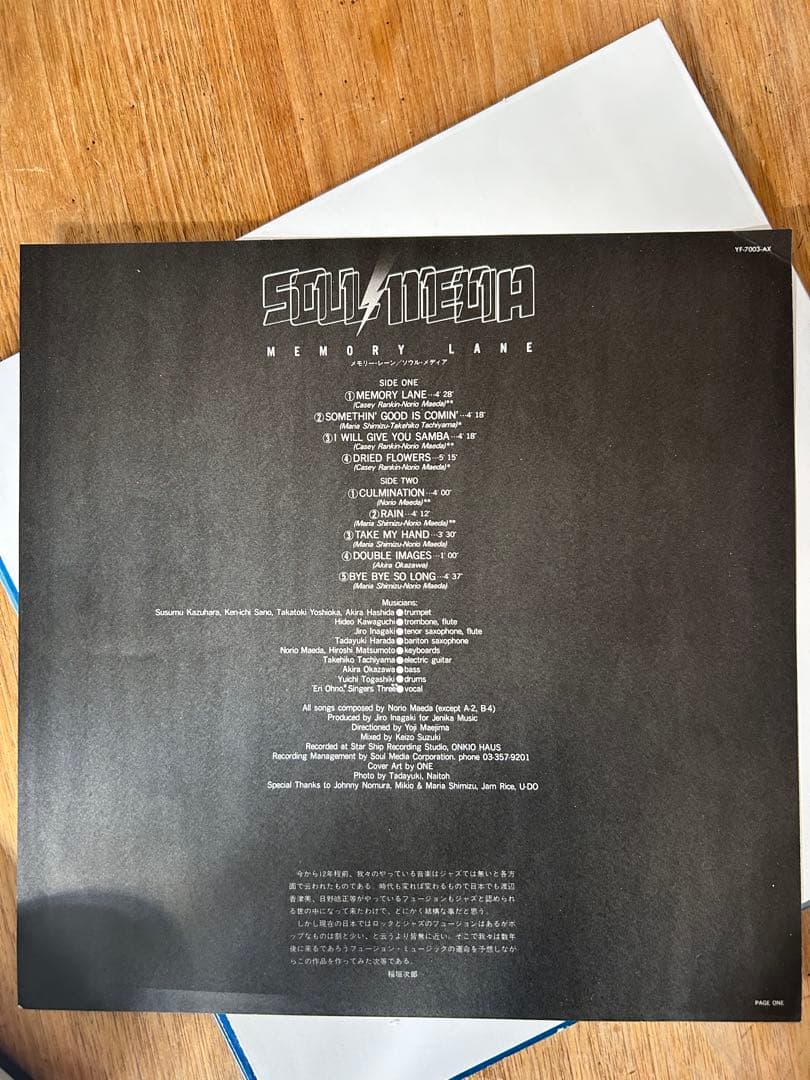 YF-7003-AX
SOUL MEDIA
MEMORY LANE
メモリー・レーン／ソウル・メディア
SIDE ONE
①MEMORY LANE…4' 28"
(Casey Rankin-Norio Maeda)**
②SOMETHIN' GOOD IS COMIN'…4' 18"
(Maria Shimizu-Takehiko Tachiyama)*
③I WILL GIVE YOU SAMBA…4' 18"
(Casey Rankin-Norio Maeda)**
④DRIED FLOWERS…5' 15"
(Casey Rankin-Norio Maeda)*
SIDE TWO
①CULMINATION…4' 00"
(Norio Maeda)**
②RAIN…4' 12"
(Maria Shimizu-Norio Maeda)**
③TAKE MY HAND…3' 30"
(Maria Shimizu-Norio Maeda)
④DOUBLE IMAGES…1' 00"
(Akira Okazawa)
⑤BYE BYE SO LONG…4' 37"
(Maria Shimizu-Norio Maeda)
Musicians:
Susumu Kazuhara, Ken-ichi Sano, Takatoki Yoshioka, Akira Hashida●trumpet
Hideo Kawaguchi●trombone, flute
Jiro Inagaki●tenor saxophone, flute
Tadayuki Harada●bariton saxophone
Norio Maeda, Hiroshi Matsumoto●keyboards
Takehiko Tachiyama●electric guitar
Akira Okazawa●bass
Yuichi Togashiki●drums
*Eri Ohno,*Singers Three**●vocal
All songs composed by Norio Maeda (except A-2, B-4)
Produced by Jiro Inagaki for Jenika Music
Directioned by Yoji Maejima
Mixed by Keizo Suzuki
Recorded at Star Ship Recording Studio, ONKIO HAUS
Recording Management by Soul Media Corporation. phone 03-357-9201
Cover Art by ONE
Photo by Tadayuki, Naitoh
Special Thanks to Johnny Nomura, Mikio & Maria Shimizu, Jam Rice, U-DO
今から12年程前、我々のやっている音楽はジャズでは無いと各方
面で云われたものである。時代も変れば変わるもので日本でも渡辺
香津美、日野皓正等がやっているフュージョンもジャズと認められ
る世の中になって来たわけで、どにかく結構な事だと思う。
しかし現在の日本ではロックとジャズのフュージョンはあるがポ
ップなものは割と少い、と云うより皆無に近い。そこで我々は数年
後に来るであろうフュージョン・ミュージックの運命を予想しなが
らこの作品を作ってみた次等である。
稲垣次郎
PAGE ONE